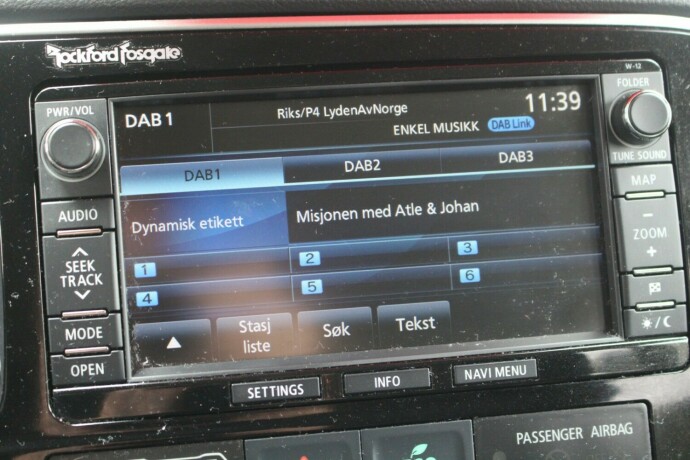 Rockford Fosgate
W-12
PWR/VOL
FOLDER
DAB 1
Riks/P4 LydenAvNorge
11:39
ENKEL MUSIKK DAB Link
TUNE SOUND
DAB1
DAB2
DAB3
MAP
AUDIO
Dynamisk etikett
Misjonen med Atle & Johan
SEEK
TRACK
−
ZOOM
+
1
2
3
4
5
6
MODE
Stasj
liste
Søk
Tekst
OPEN
SETTINGS
INFO
NAVI MENU
PASSENGER AIRBAG